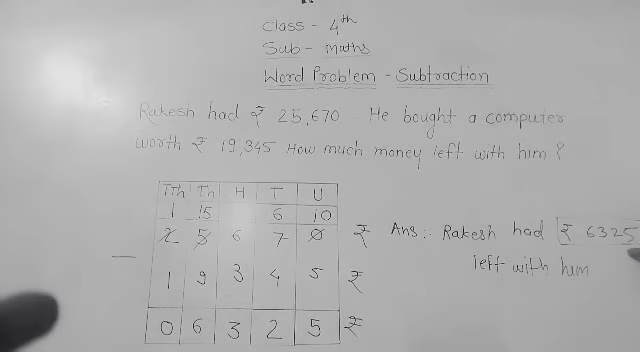 Class - 4th
Sub - maths
Word Problem - Subtraction
Rakesh had ₹ 25,670 He bought a computer
worth ₹ 19,345 How much money left with him?
TTh Th H T U
1 15 6 10
2 5 6 7 0 ₹
— 1 9 3 4 5 ₹
0 6 3 2 5 ₹
Ans:- Rakesh had ₹ 6325
left with him